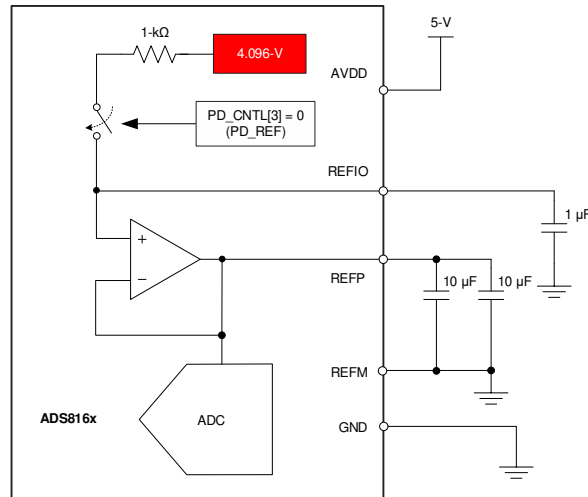 5-V
1-kΩ
4.096-V
AVDD
PD_CNTL[3] = 0
(PD_REF)
REFIO
1 µF
+
−
REFP
10 µF
10 µF
REFM
ADS816x
ADC
GND